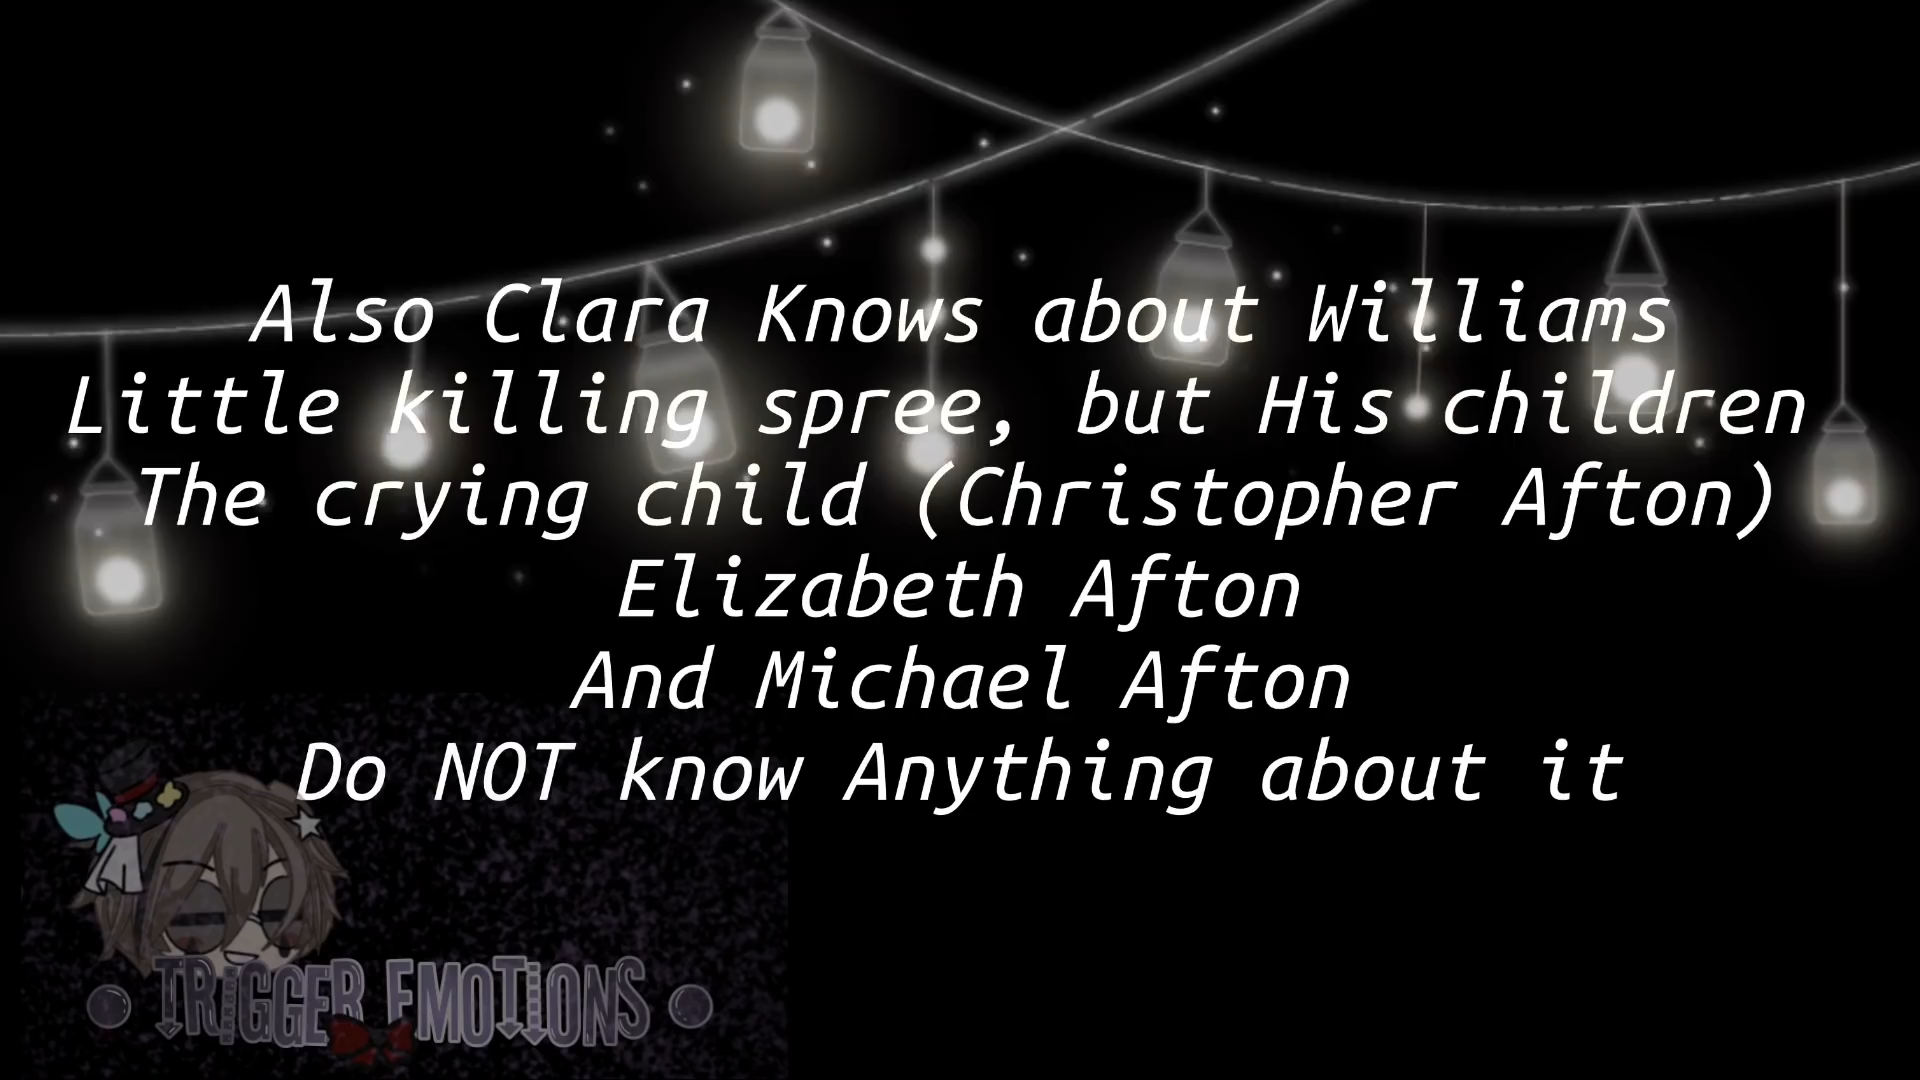 Also Clara Knows about Williams
Little killing spree, but His children
The crying child (Christopher Afton)
Elizabeth Afton
And Michael Afton
Do NOT know Anything about it
TRIGGER EMOTIONS